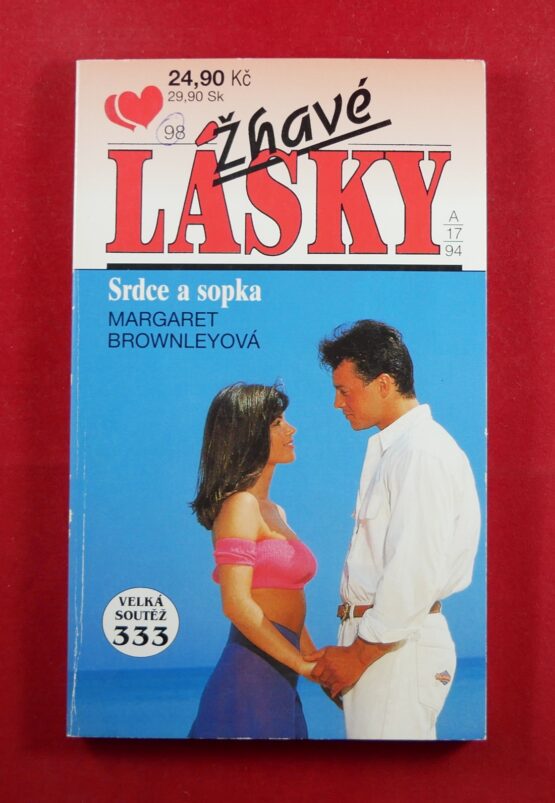 24,90 Kč
29,90 Sk
98
žhavé
LÁSKY
A
17
94
Srdce a sopka
MARGARET
BROWNLEYOVÁ
VELKÁ
SOUTĚŽ
333